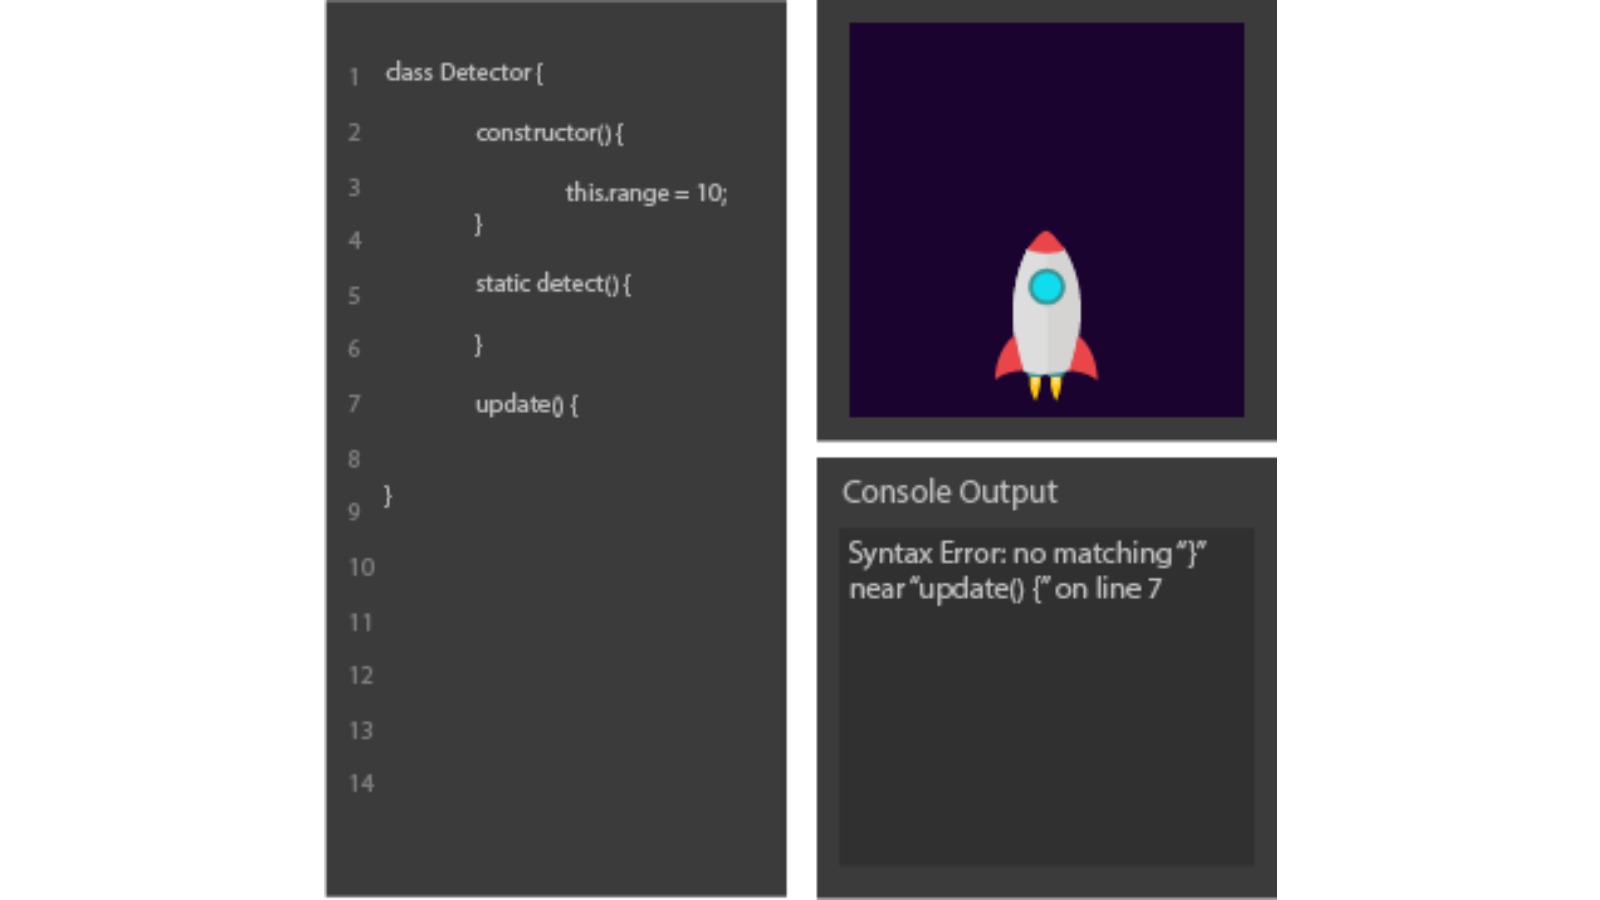 1 class Detector {
2 constructor() {
3 this.range = 10;
4 }
5 static detect() {
6 }
7 update() {
8
9 }
10
11
12
13
14
Console Output
Syntax Error: no matching “}”
near “update() {” on line 7